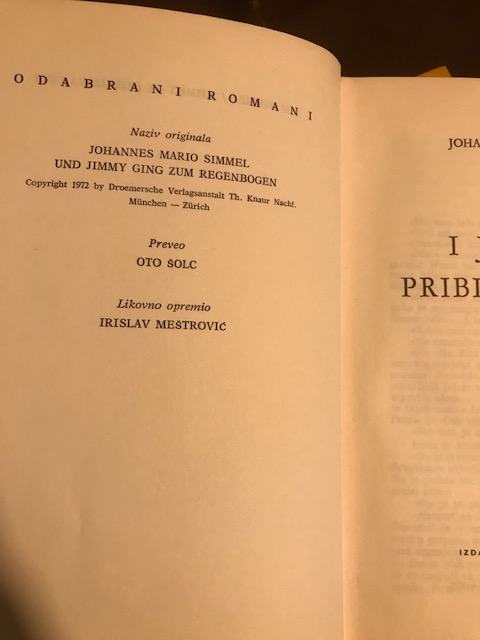 ODABRANI ROMANI
Naziv originala
JOHANNES MARIO SIMMEL
UND JIMMY GING ZUM REGENBOGEN
Copyright 1972 by Droemersche Verlagsanstalt Th. Knaur Nachf.
München — Zürich
Preveo
OTO ŠOLC
Likovno opremio
IRISLAV MEŠTROVIĆ
JOHA
I J
PRIBI
IZDA